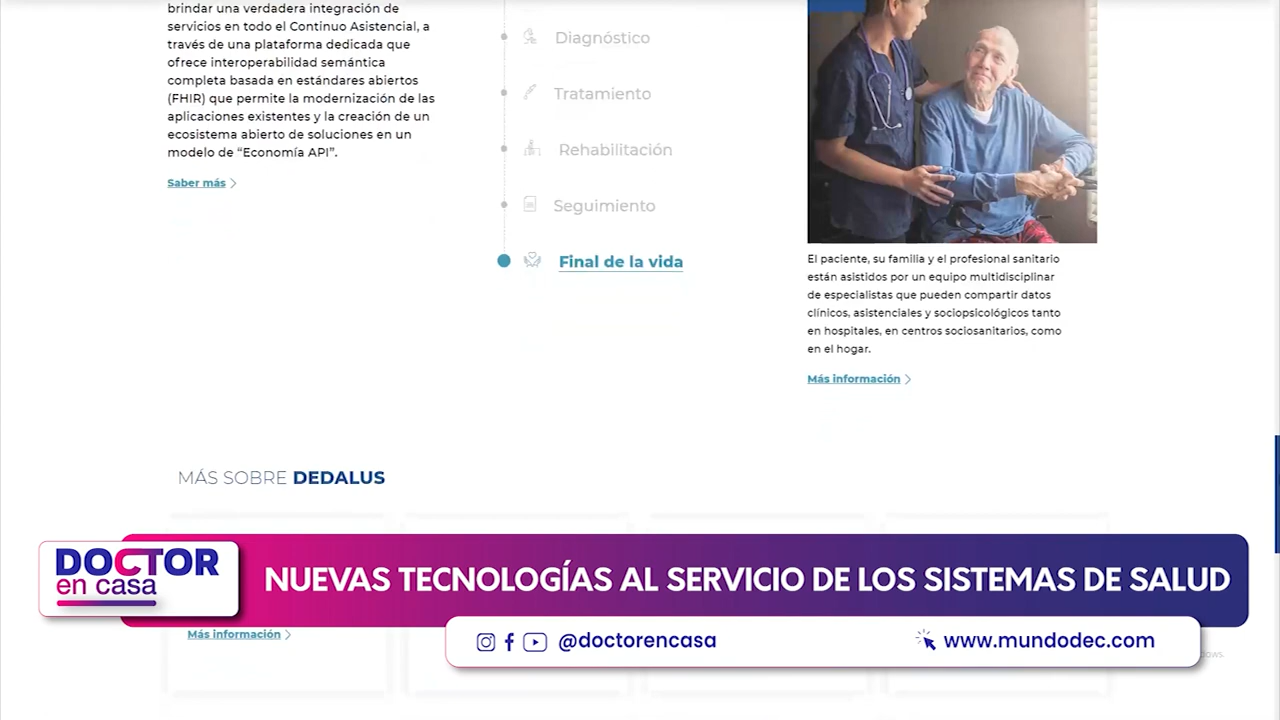 brindar una verdadera integración de
servicios en todo el Continuo Asistencial, a
través de una plataforma dedicada que
ofrece interoperabilidad semántica
completa basada en estándares abiertos
(FHIR) que permite la modernización de las
aplicaciones existentes y la creación de un
ecosistema abierto de soluciones en un
modelo de “Economía API”.
Saber más
Diagnóstico
Tratamiento
Rehabilitación
Seguimiento
Final de la vida
El paciente, su familia y el profesional sanitario
están asistidos por un equipo multidisciplinar
de especialistas que pueden compartir datos
clínicos, asistenciales y sociopsicológicos tanto
en hospitales, en centros sociosanitarios, como
en el hogar.
Más información
MÁS SOBRE DEDALUS
DOCTOR
en casa
NUEVAS TECNOLOGÍAS AL SERVICIO DE LOS SISTEMAS DE SALUD
Más información
@doctorencasa
www.mundodec.com